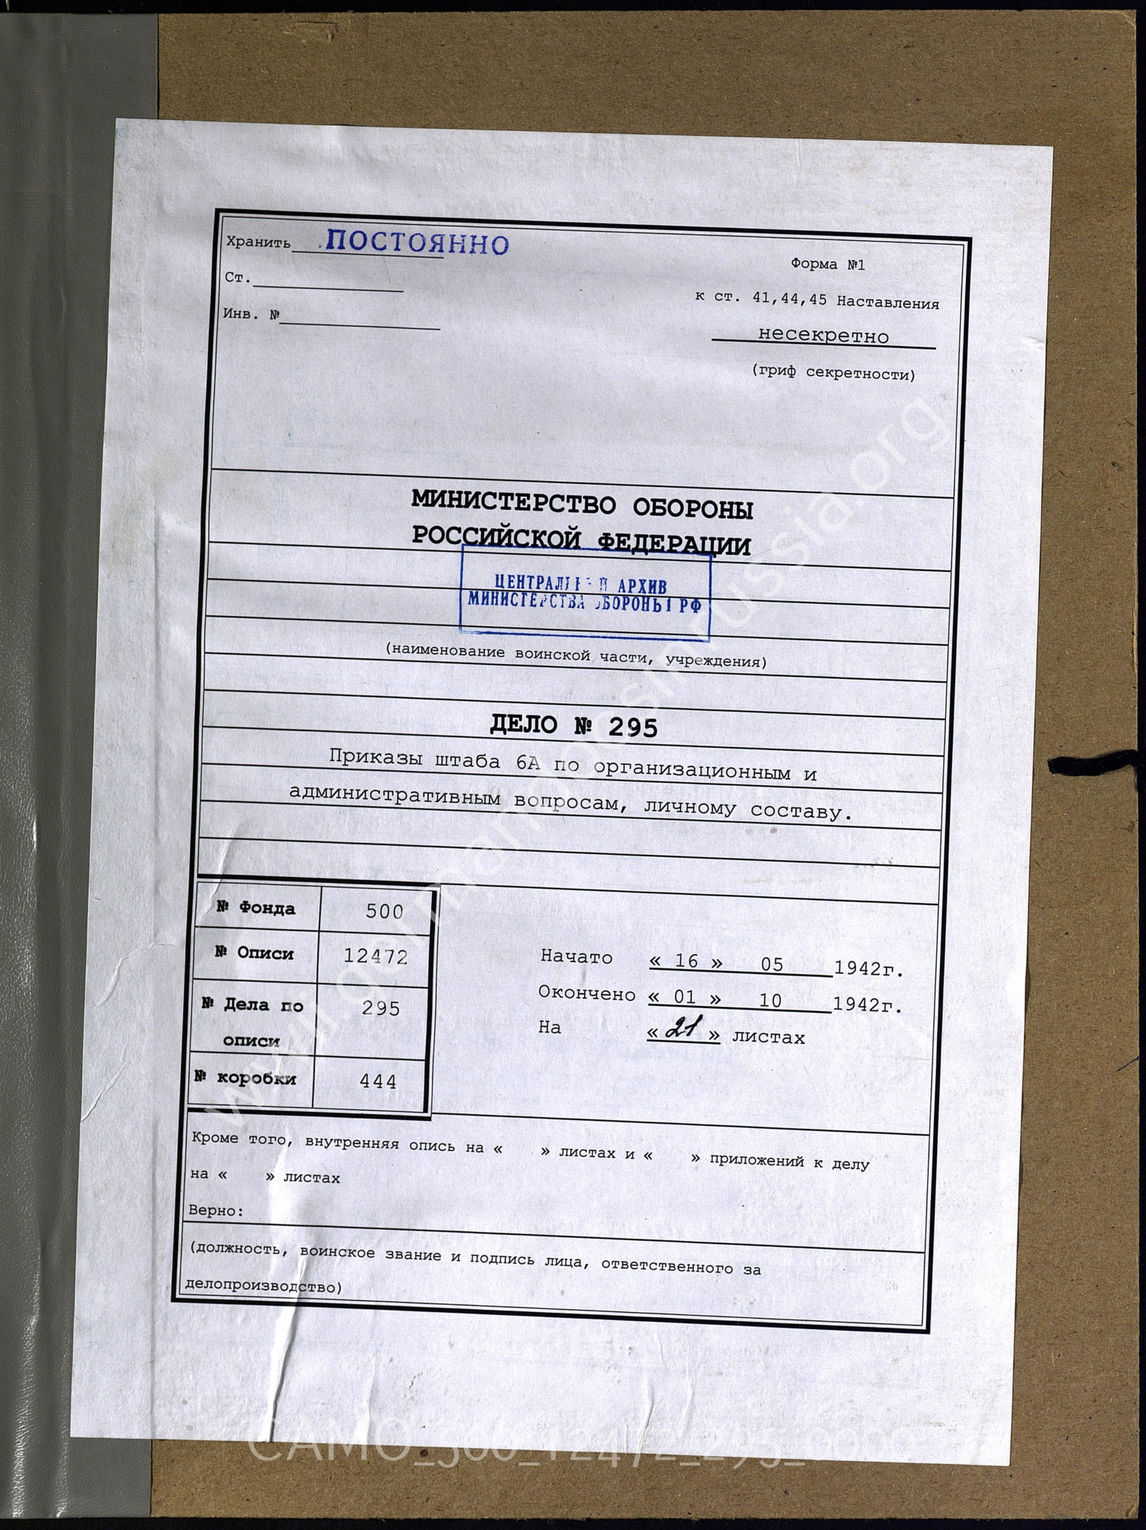 Хранить ПОСТОЯННО
Форма №1
Ст.
к ст. 41,44,45 Наставления
Инв. №
несекретно
(гриф секретности)
МИНИСТЕРСТВО ОБОРОНЫ
РОССИЙСКОЙ ФЕДЕРАЦИИ
ЦЕНТРАЛЬНЫЙ АРХИВ
МИНИСТЕРСТВА ОБОРОНЫ РФ
(наименование воинской части, учреждения)
ДЕЛО № 295
Приказы штаба 6А по организационным и
административным вопросам, личному составу.
№ Фонда 500
№ Описи 12472
№ Дела по
описи
295
№ коробки 444
Начато « 16 » 05 1942г.
Окончено « 01 » 10 1942г.
На « 21 » листах
Кроме того, внутренняя опись на « » листах и « » приложений к делу
на « » листах
Верно:
(должность, воинское звание и подпись лица, ответственного за
делопроизводство)
www.germandocsinrussia.org